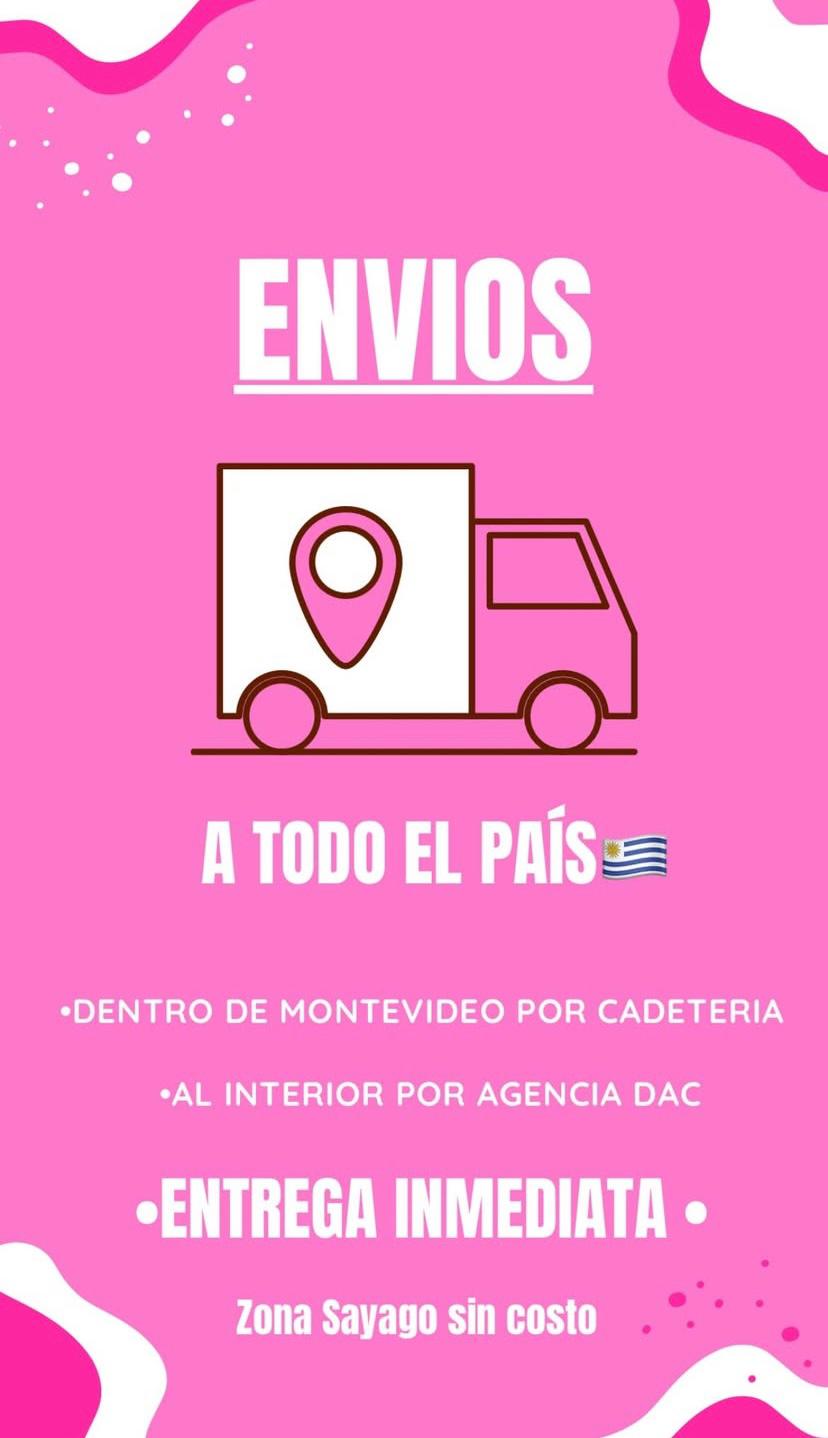 ENVIOS
A TODO EL PAÍS🇺🇾
•DENTRO DE MONTEVIDEO POR CADETERIA
•AL INTERIOR POR AGENCIA DAC
•ENTREGA INMEDIATA •
Zona Sayago sin costo